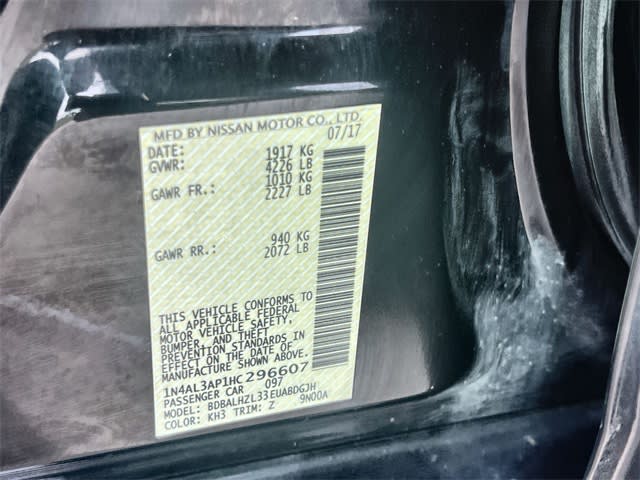 MFD BY NISSAN MOTOR CO., LTD.
07/17
DATE:
GVWR: 1917 KG
4226 LB
GAWR FR.: 1010 KG
2227 LB
GAWR RR.: 940 KG
2072 LB
THIS VEHICLE CONFORMS TO
ALL APPLICABLE FEDERAL
MOTOR VEHICLE SAFETY,
BUMPER, AND THEFT
PREVENTION STANDARDS IN
EFFECT ON THE DATE OF
MANUFACTURE SHOWN ABOVE.
1N4AL3AP1HC296607
PASSENGER CAR 097
MODEL: BDBALHZL33EUABDGJH
COLOR: KH3 TRIM: Z 9N00A